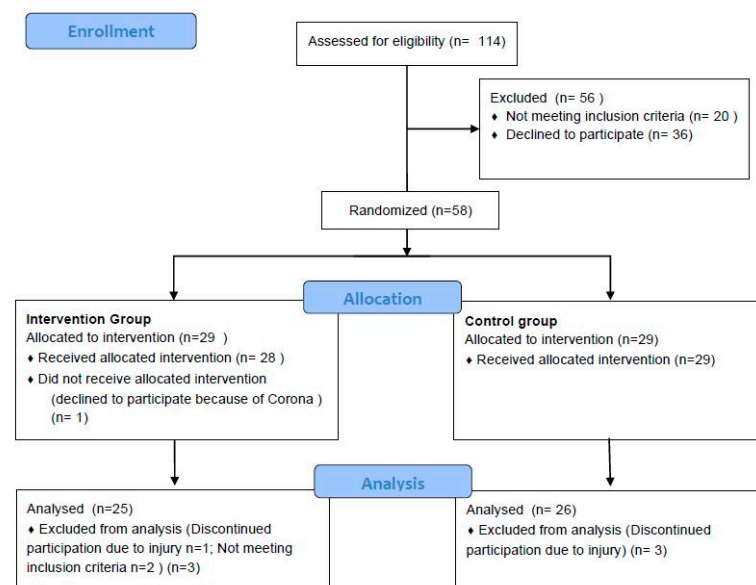 Enrollment
Assessed for eligibility (n= 114)
Excluded (n= 56 )
♦ Not meeting inclusion criteria (n= 20 )
♦ Declined to participate (n= 36)
Randomized (n=58)
Allocation
Intervention Group
Allocated to intervention (n=29 )
♦ Received allocated intervention (n= 28 )
♦ Did not receive allocated intervention
(declined to participate because of Corona )
(n= 1)
Control group
Allocated to intervention (n=29)
♦ Received allocated intervention (n=29)
Analysis
Analysed (n=25)
♦ Excluded from analysis (Discontinued
participation due to injury n=1; Not meeting
inclusion criteria n=2 ) (n=3)
Analysed (n= 26)
♦ Excluded from analysis (Discontinued
participation due to injury) (n= 3)